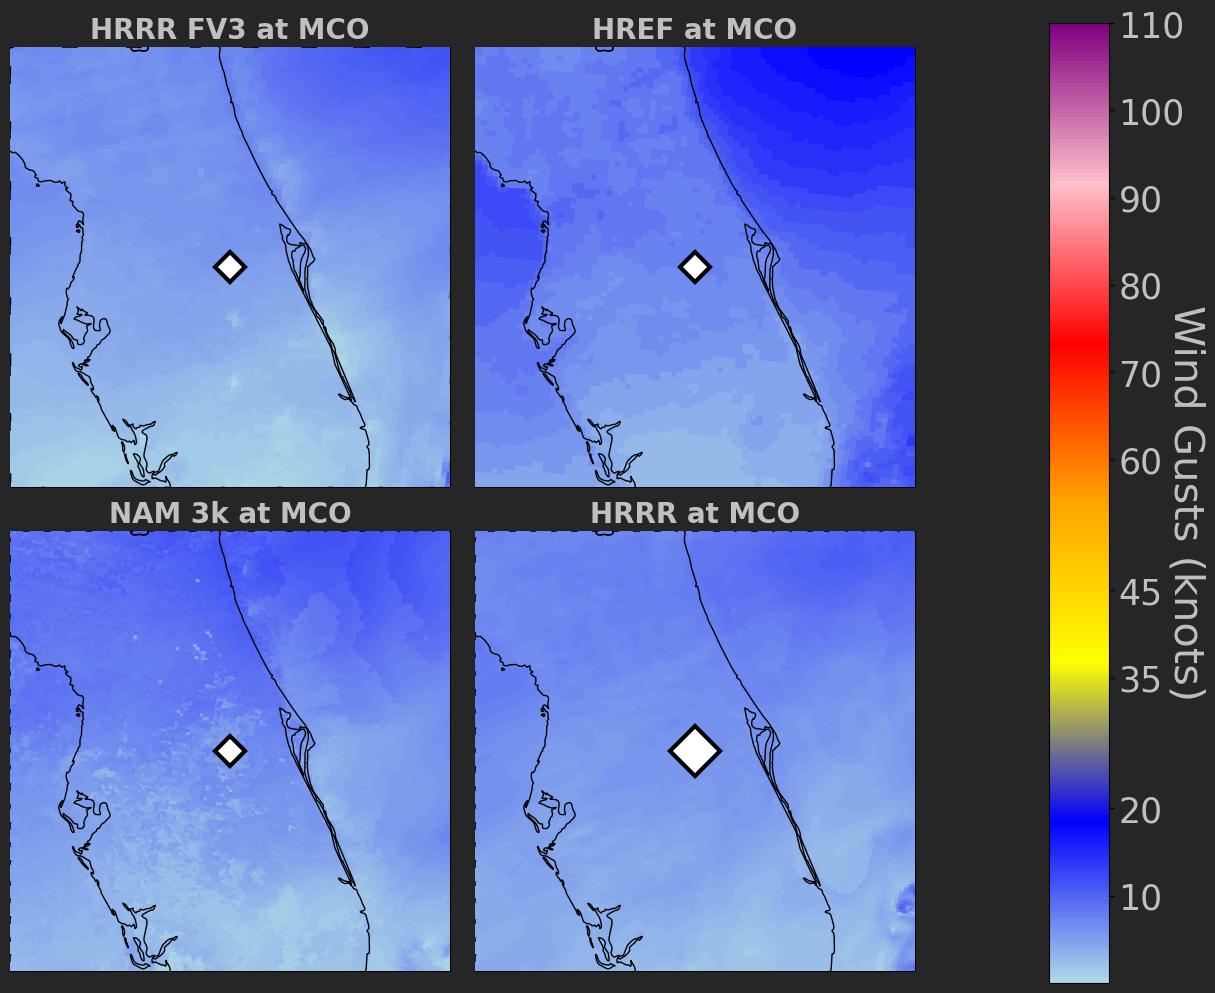 HRRR FV3 at MCO
HREF at MCO
NAM 3k at MCO
HRRR at MCO
110
100
90
80
70
60
45
35
20
10
Wind Gusts (knots)